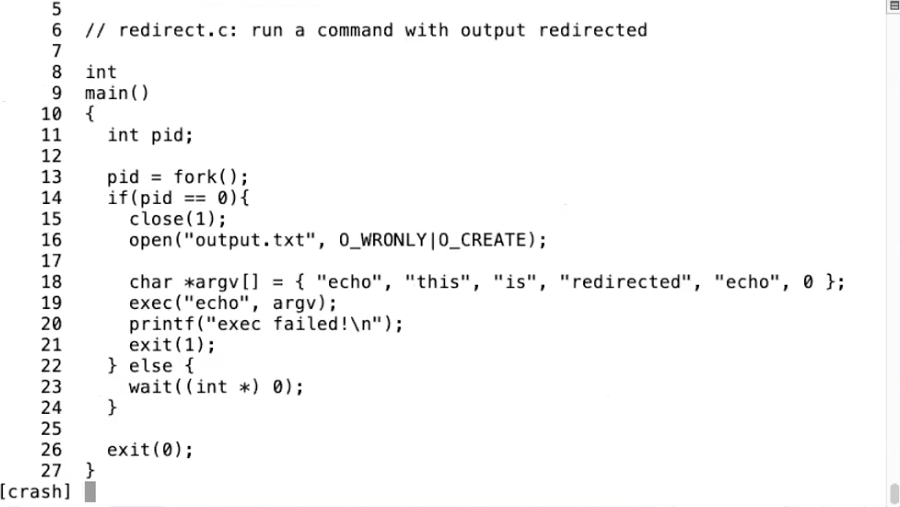 5
6 // redirect.c: run a command with output redirected
7
8 int
9 main()
10 {
11   int pid;
12
13   pid = fork();
14   if(pid == 0){
15     close(1);
16     open("output.txt", O_WRONLY|O_CREATE);
17
18     char *argv[] = { "echo", "this", "is", "redirected", "echo", 0 };
19     exec("echo", argv);
20     printf("exec failed!\n");
21     exit(1);
22   } else {
23     wait((int *) 0);
24   }
25
26   exit(0);
27 }
[crash]